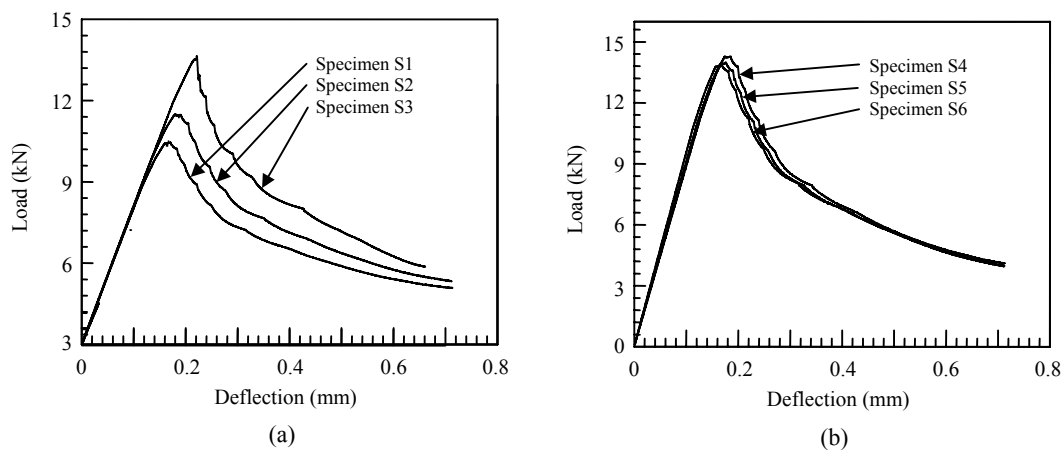 15
12
9
6
3
0
0.2
0.4
0.6
0.8
Load (kN)
Deflection (mm)
Specimen S1
Specimen S2
Specimen S3
(a)
15
12
9
6
3
0
0
0.2
0.4
0.6
0.8
Load (kN)
Deflection (mm)
Specimen S4
Specimen S5
Specimen S6
(b)